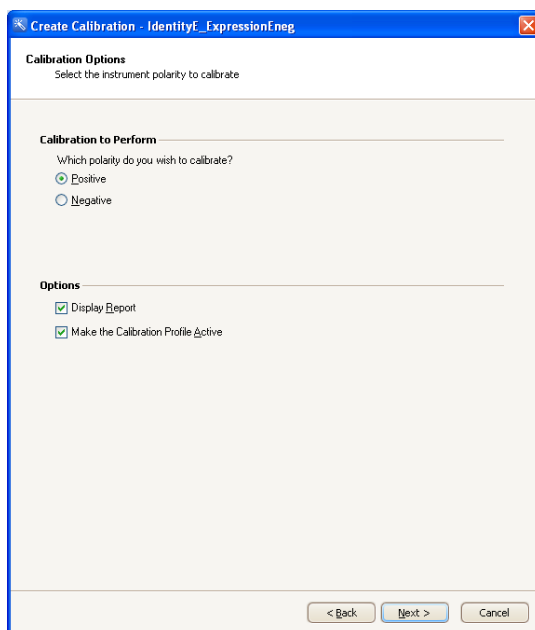 Create Calibration - IdentityE_ExpressionEneg
Calibration Options
Select the instrument polarity to calibrate
Calibration to Perform
Which polarity do you wish to calibrate?
Positive
Negative
Options
Display Report
Make the Calibration Profile Active
< Back Next > Cancel